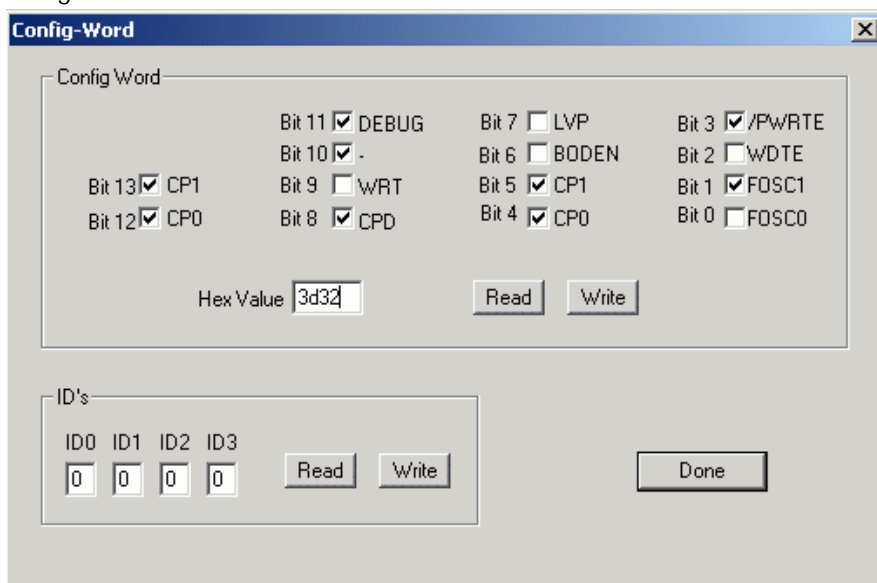 Config-Word
Config Word
Bit 11 DEBUG Bit 7 LVP Bit 3 /PWRTE
Bit 10 - Bit 6 BODEN Bit 2 WDTE
Bit 13 CP1 Bit 9 WRT Bit 5 CP1 Bit 1 FOSC1
Bit 12 CP0 Bit 8 CPD Bit 4 CP0 Bit 0 FOSC0
Hex Value 3d32 Read Write
ID's
ID0 ID1 ID2 ID3
0 0 0 0 Read Write Done